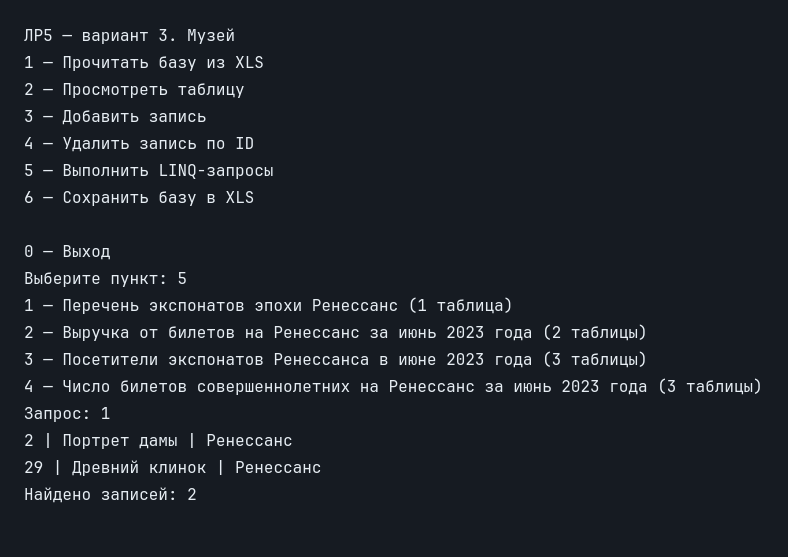 ЛР5 — вариант 3. Музей
1 — Прочитать базу из XLS
2 — Просмотреть таблицу
3 — Добавить запись
4 — Удалить запись по ID
5 — Выполнить LINQ-запросы
6 — Сохранить базу в XLS
0 — Выход
Выберите пункт: 5
1 — Перечень экспонатов эпохи Ренессанс (1 таблица)
2 — Выручка от билетов на Ренессанс за июнь 2023 года (2 таблицы)
3 — Посетители экспонатов Ренессанса в июне 2023 года (3 таблицы)
4 — Число билетов совершеннолетних на Ренессанс за июнь 2023 года (3 таблицы)
Запрос: 1
2 | Портрет дамы | Ренессанс
29 | Древний клинок | Ренессанс
Найдено записей: 2